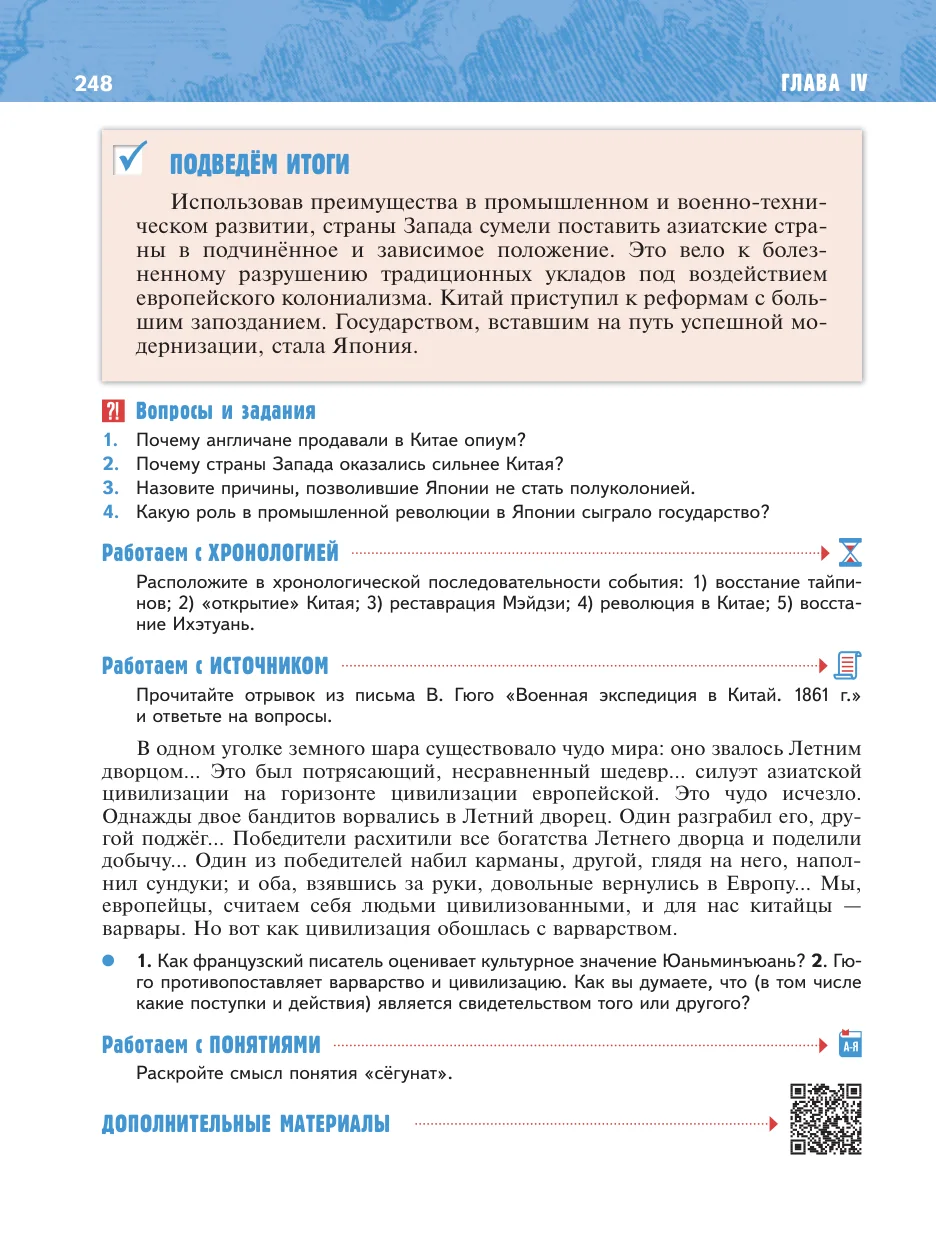 248
ГЛАВА IV
ПОДВЕДЁМ ИТОГИ
Использовав преимущества в промышленном и военно-техни-
ческом развитии, страны Запада сумели поставить азиатские стра-
ны в подчинённое и зависимое положение. Это вело к болез-
ненному разрушению традиционных укладов под воздействием
европейского колониализма. Китай приступил к реформам с боль-
шим запозданием. Государством, вставшим на путь успешной мо-
дернизации, стала Япония.
?! Вопросы и задания
1. Почему англичане продавали в Китае опиум?
2. Почему страны Запада оказались сильнее Китая?
3. Назовите причины, позволившие Японии не стать полуколонией.
4. Какую роль в промышленной революции в Японии сыграло государство?
Работаем с ХРОНОЛОГИЕЙ
Расположите в хронологической последовательности события: 1) восстание тайпи-
нов; 2) «открытие» Китая; 3) реставрация Мэйдзи; 4) революция в Китае; 5) восста-
ние Ихэтуань.
Работаем с ИСТОЧНИКОМ
Прочитайте отрывок из письма В. Гюго «Военная экспедиция в Китай. 1861 г.»
и ответьте на вопросы.
В одном уголке земного шара существовало чудо мира: оно звалось Летним
дворцом... Это был потрясающий, несравненный шедевр... силуэт азиатской
цивилизации на горизонте цивилизации европейской. Это чудо исчезло.
Однажды двое бандитов ворвались в Летний дворец. Один разграбил его, дру-
гой поджёг... Победители расхитили все богатства Летнего дворца и поделили
добычу... Один из победителей набил карманы, другой, глядя на него, напол-
нил сундуки; и оба, взявшись за руки, довольные вернулись в Европу... Мы,
европейцы, считаем себя людьми цивилизованными, и для нас китайцы —
варвары. Но вот как цивилизация обошлась с варварством.
1. Как французский писатель оценивает культурное значение Юаньминъюань? 2. Гю-
го противопоставляет варварство и цивилизацию. Как вы думаете, что (в том числе
какие поступки и действия) является свидетельством того или другого?
Работаем с ПОНЯТИЯМИ
А-Я
Раскройте смысл понятия «сёгунат».
ДОПОЛНИТЕЛЬНЫЕ МАТЕРИАЛЫ